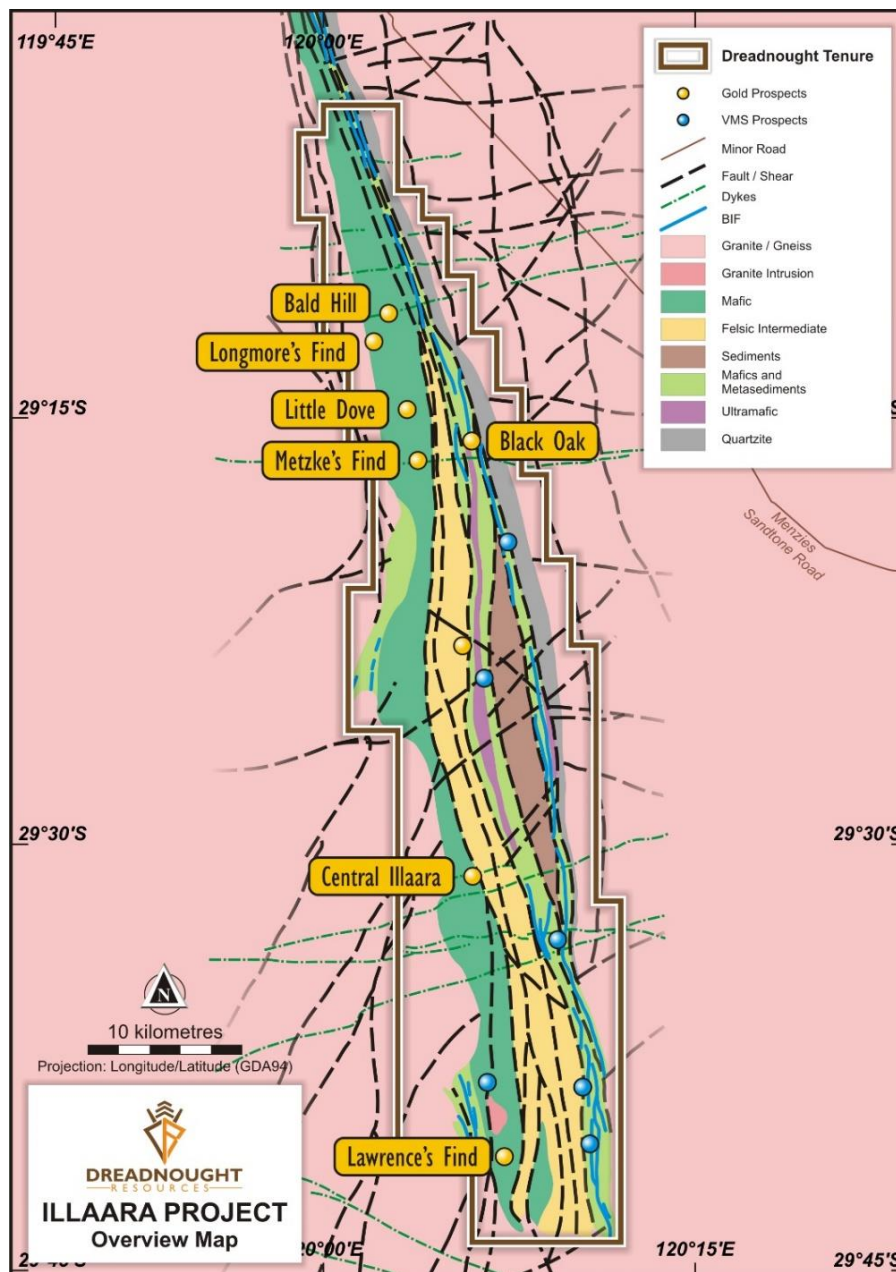 119°45'E
120°00'E
Dreadnought Tenure
Gold Prospects
VMS Prospects
Minor Road
Fault / Shear
Dykes
BIF
Granite / Gneiss
Granite Intrusion
Mafic
Felsic Intermediate
Sediments
Mafics and
Metasediments
Ultramafic
Quartzite
Bald Hill
Longmore's Find
29°15'S
Little Dove
Black Oak
Metzke's Find
Menzies
Sandtone Road
29°30'S
29°30'S
Central Illaara
N
10 kilometres
Projection: Longitude/Latitude (GDA94)
Lawrence's Find
DREADNOUGHT
RESOURCES
ILLAARA PROJECT
Overview Map
120°15'E
29°45'S